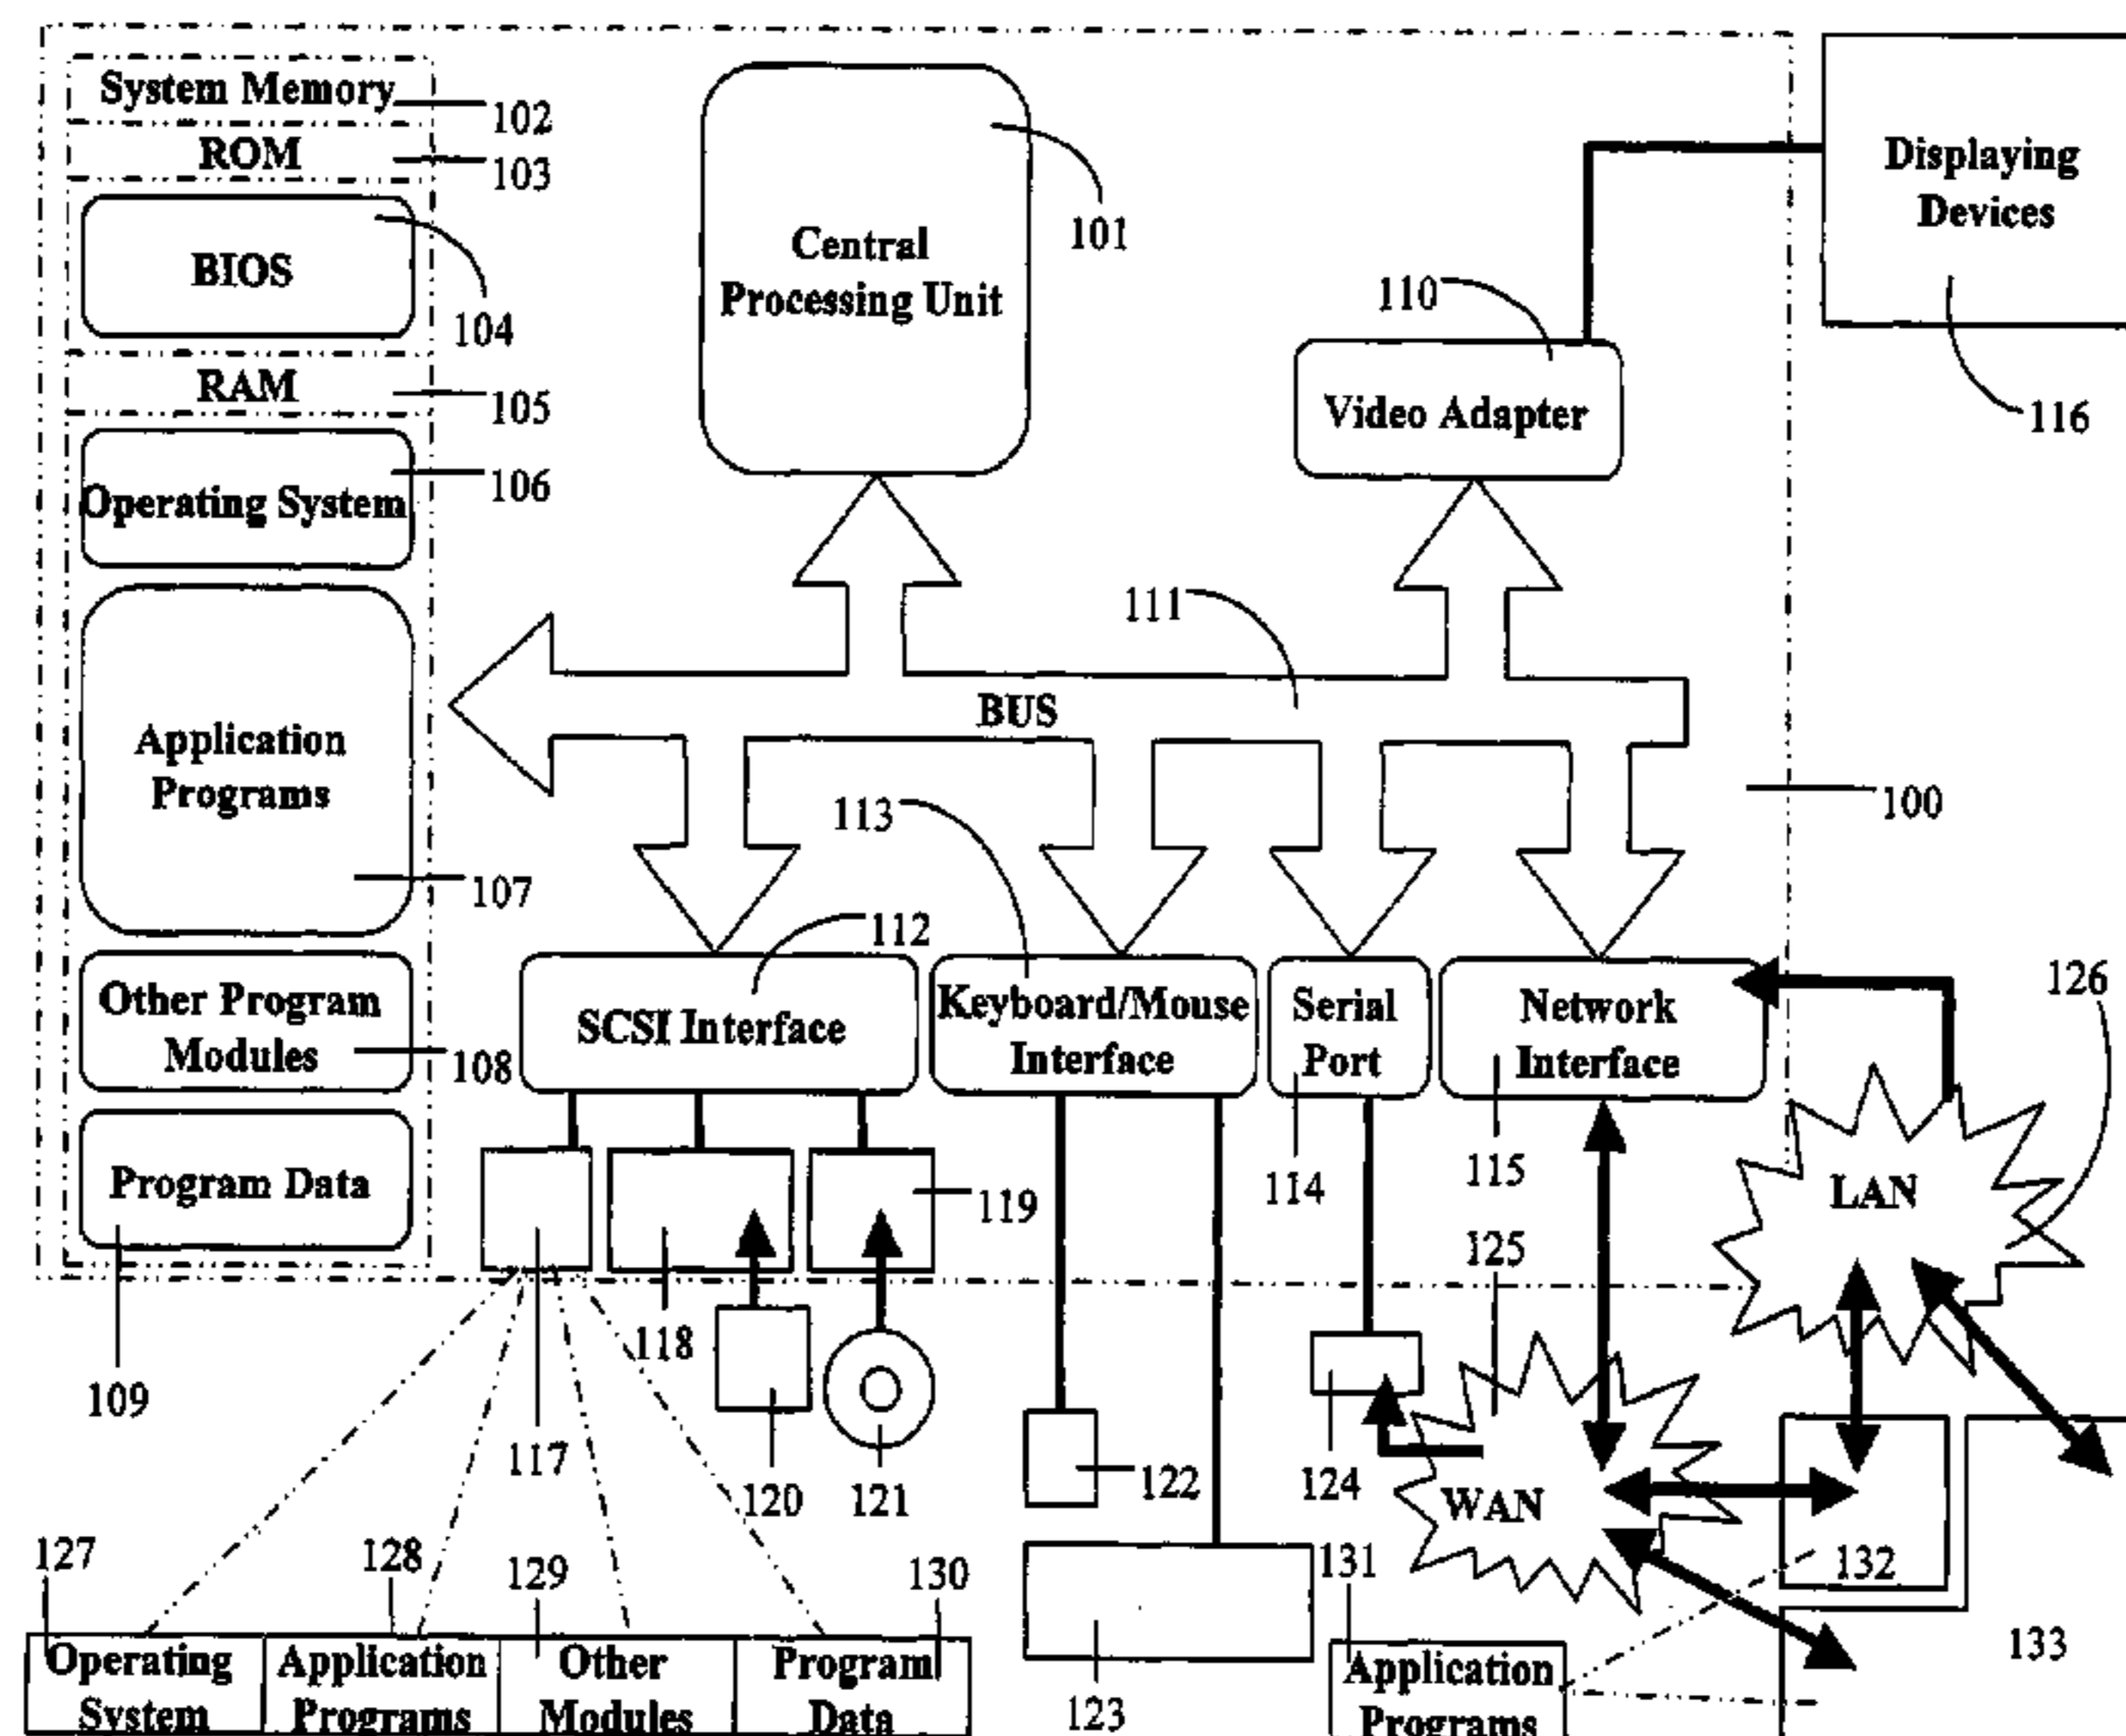 System Memory
102
ROM
103
BIOS
104
RAM
105
Operating System
106
Application
Programs
107
Other Program
Modules
108
Program Data
109
Central
Processing Unit
101
110
Video Adapter
Displaying
Devices
116
111
BUS
100
113
112
SCSI Interface
Keyboard/Mouse
Interface
Serial
Port
Network
Interface
126
114
115
LAN
119
125
118
117
120
121
122
124
WAN
132
133
123
127
128
129
130
131
Operating
System
Application
Programs
Other
Modules
Program
Data
Application
Programs